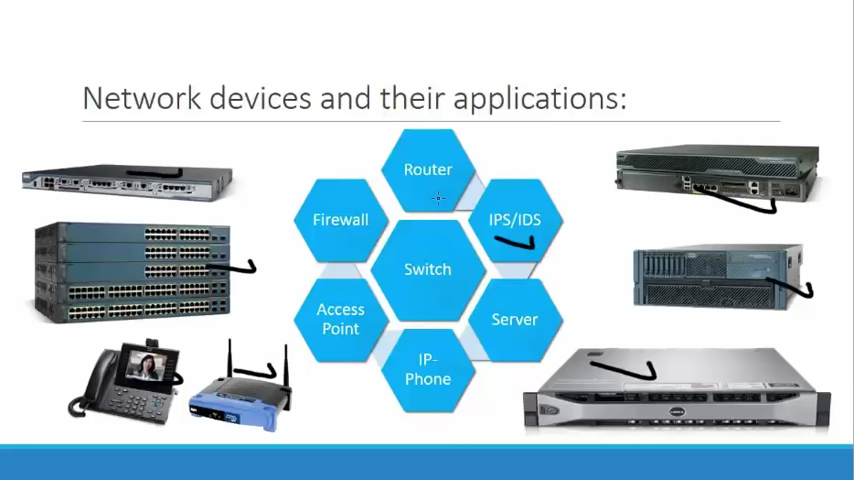 Network devices and their applications:
Router
Firewall
IPS/IDS
Switch
Access
Point
Server
IP-
Phone